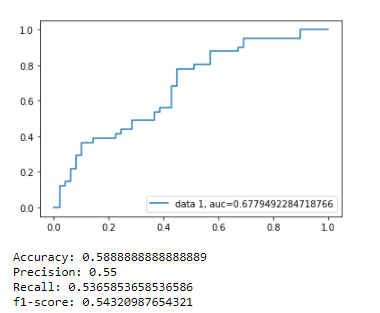 1.0
0.8
0.6
0.4
0.2
0.0
0.0 0.2 0.4 0.6 0.8 1.0
data 1, auc=0.6779492284718766
Accuracy: 0.5888888888888889
Precision: 0.55
Recall: 0.5365853658536586
f1-score: 0.54320987654321